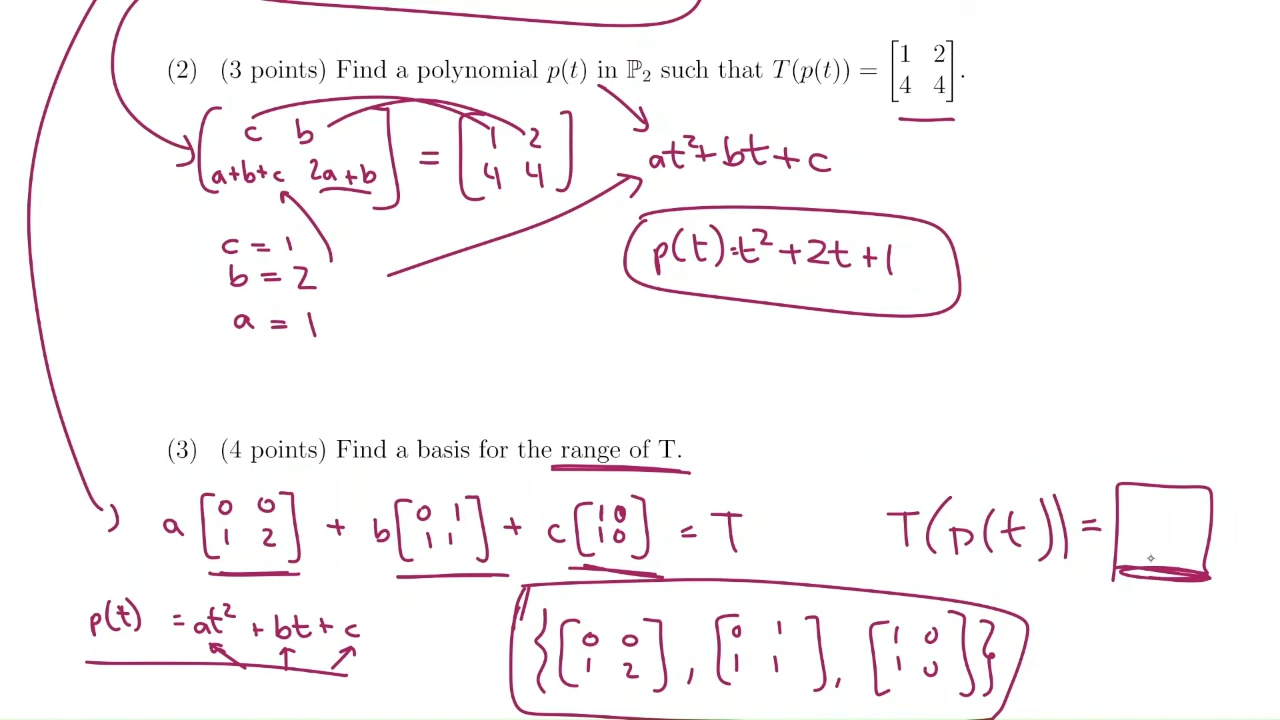 (2) (3 points) Find a polynomial p(t) in ℙ₂ such that T(p(t)) = [1 2
4 4].
[c b
a+b+c 2a+b] = [1 2
4 4]
at²+bt+c
c = 1
b = 2
a = 1
p(t)=t²+2t+1
(3) (4 points) Find a basis for the range of T.
a[0 0
1 2] + b[0 1
1 1] + c[1 0
1 0] = T
T(p(t)) =
p(t) = at² + bt + c
{[0 0
1 2], [0 1
1 1], [1 0
1 0]}